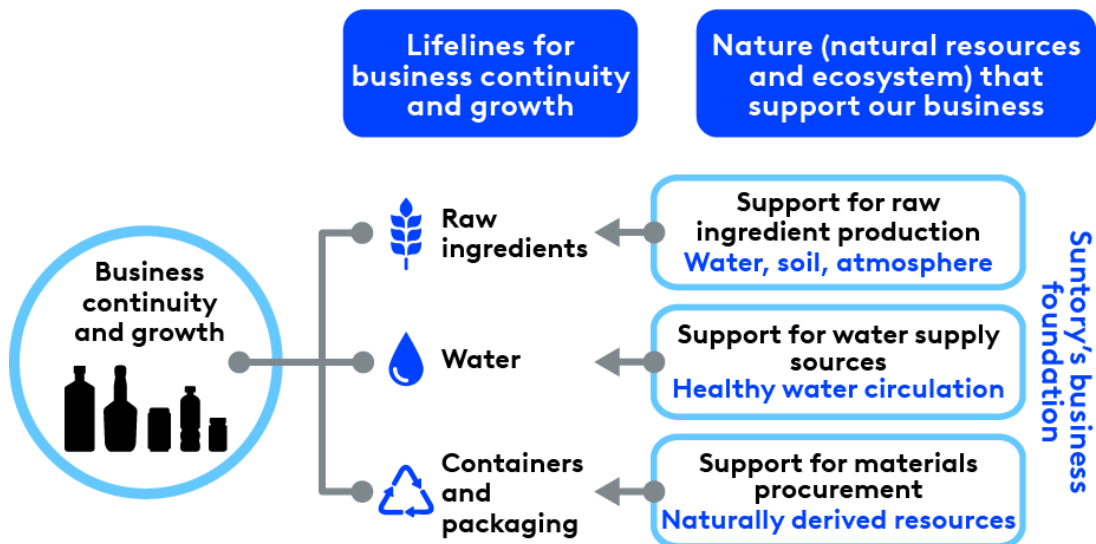 Lifelines for
business continuity
and growth
Nature (natural resources
and ecosystem) that
support our business
Business
continuity
and growth
Raw
ingredients
Support for raw
ingredient production
Water, soil, atmosphere
Water
Support for water supply
sources
Healthy water circulation
Containers
and
packaging
Support for materials
procurement
Naturally derived resources
Suntory's business
foundation